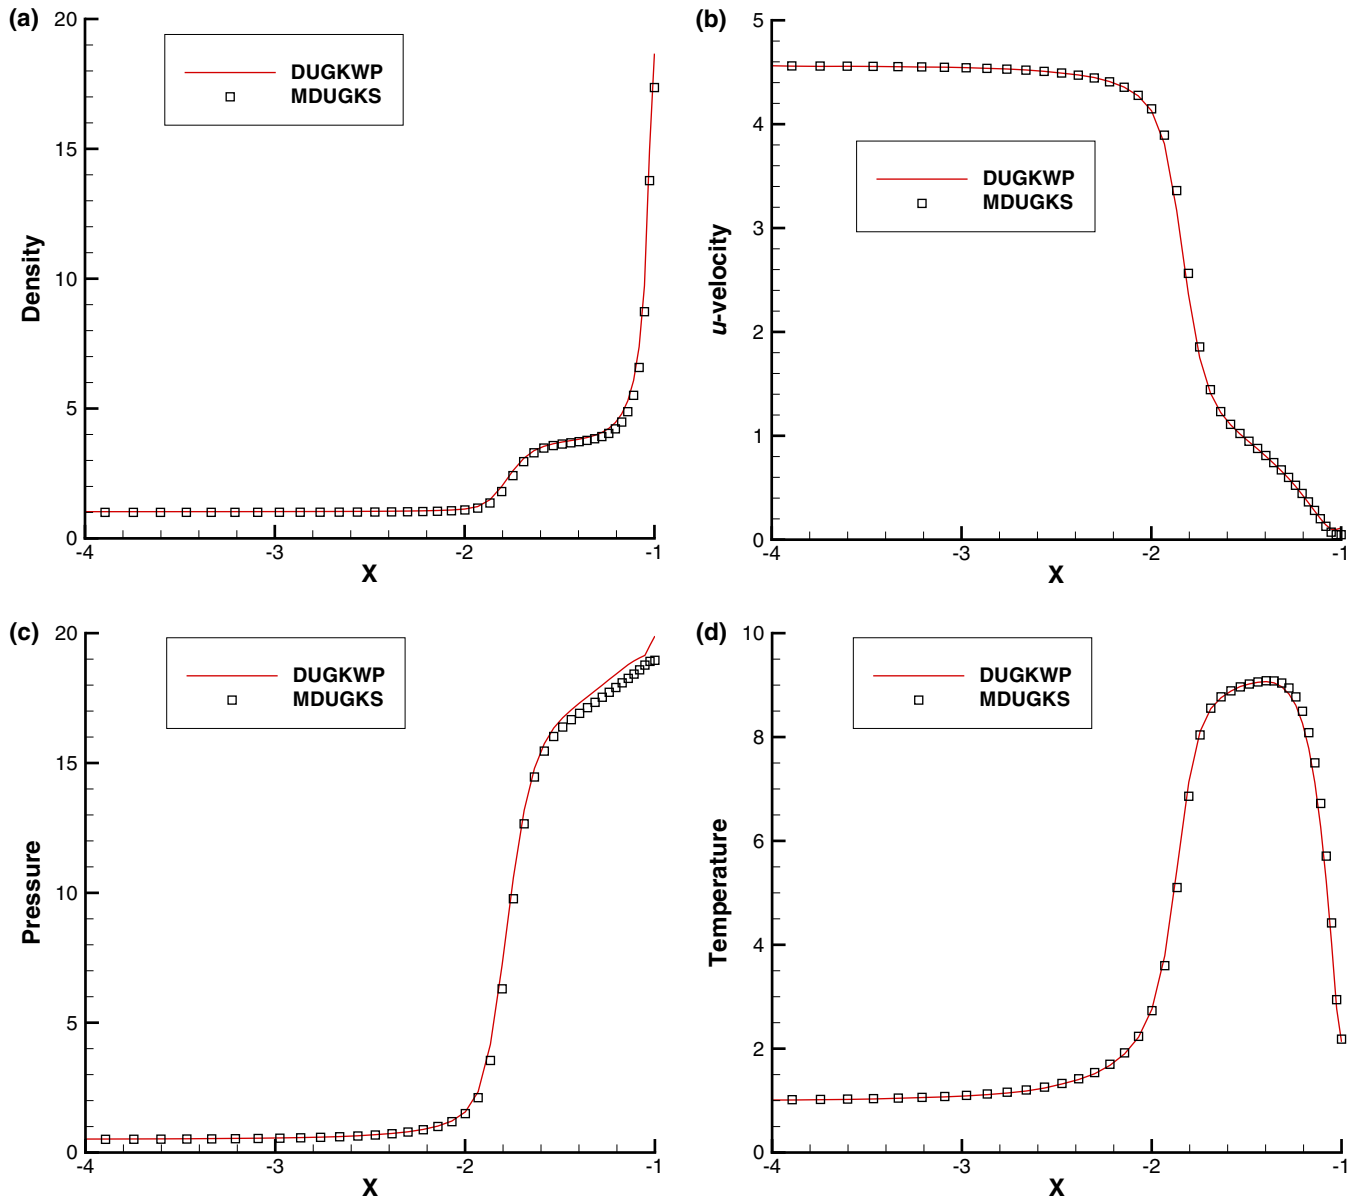 (a)
20
15
10
5
0
-4
-3
-2
-1
Density
X
DUGKWP
MDUGKS
(b)
5
4
3
2
1
0
-4
-3
-2
-1
u-velocity
X
DUGKWP
MDUGKS
(c)
20
15
10
5
0
-4
-3
-2
-1
Pressure
X
DUGKWP
MDUGKS
(d)
10
8
6
4
2
0
-4
-3
-2
-1
Temperature
X
DUGKWP
MDUGKS